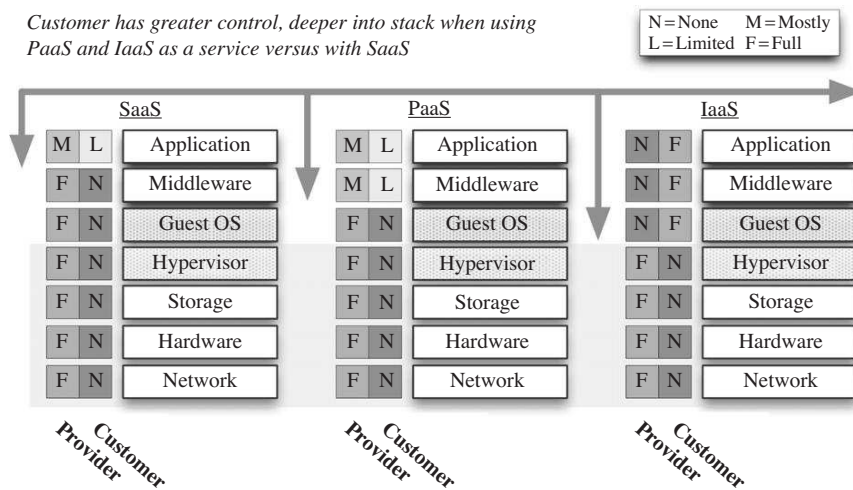 Customer has greater control, deeper into stack when using
PaaS and IaaS as a service versus with SaaS
N=None M=Mostly
L=Limited F=Full
SaaS
M L Application
F N Middleware
F N Guest OS
F N Hypervisor
F N Storage
F N Hardware
F N Network
Provider
Customer
PaaS
M L Application
M L Middleware
F N Guest OS
F N Hypervisor
F N Storage
F N Hardware
F N Network
Provider
Customer
IaaS
N F Application
N F Middleware
N F Guest OS
F N Hypervisor
F N Storage
F N Hardware
F N Network
Provider
Customer